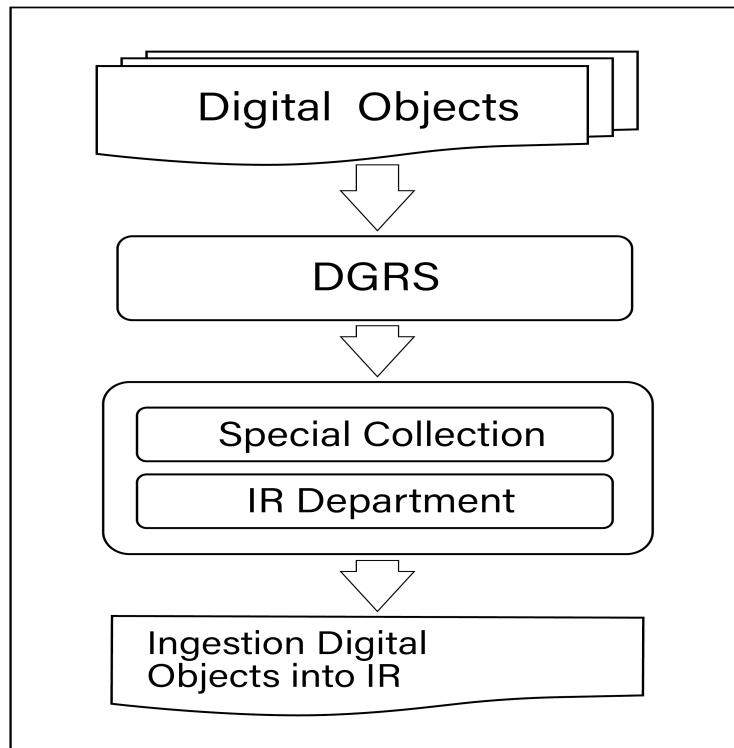 Digital Objects
DGRS
Special Collection
IR Department
Ingestion Digital
Objects into IR